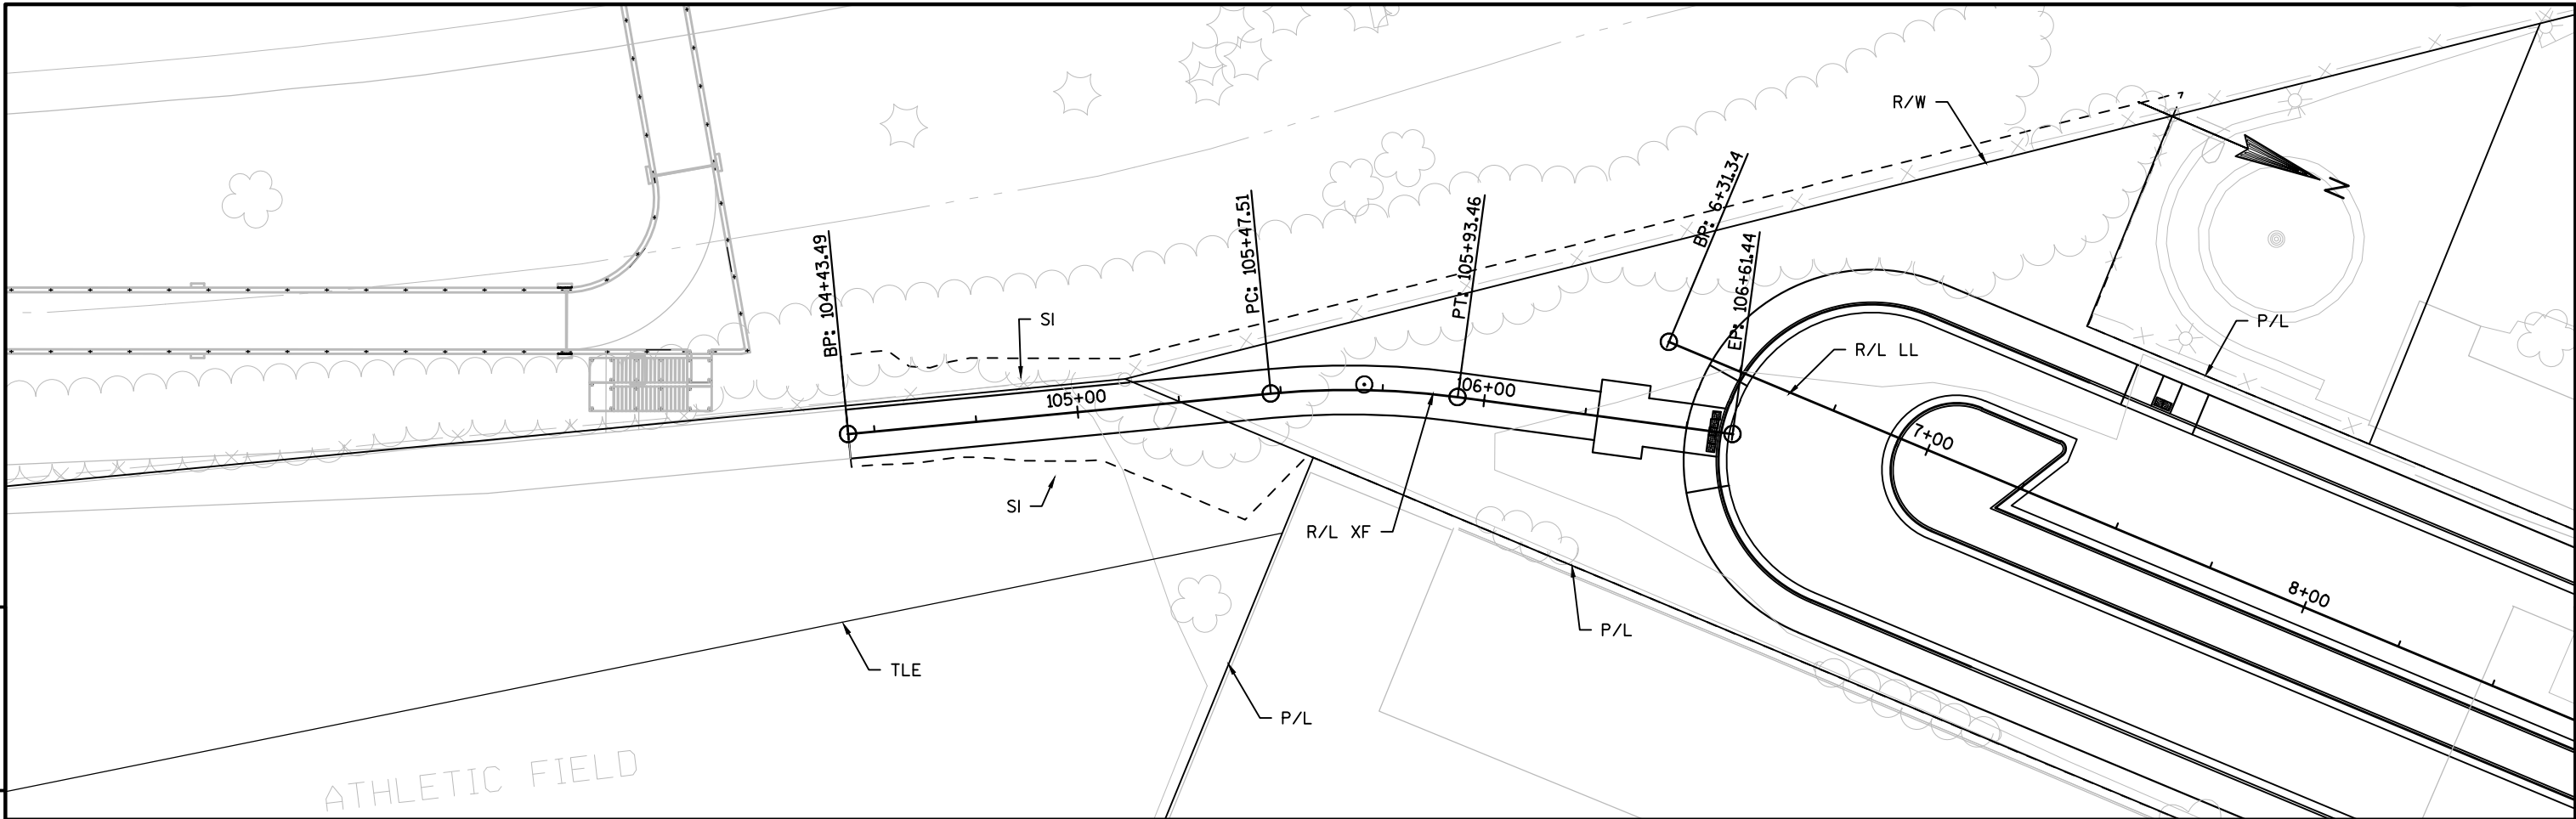 R/W
N
BP: 6+31.34
PC: 105+47.51
PT: 105+93.46
BP: 104+43.49
EP: 106+61.44
SI
P/L
R/L LL
105+00
106+00
7+00
SI
R/L XF
8+00
P/L
TLE
P/L
ATHLETIC FIELD